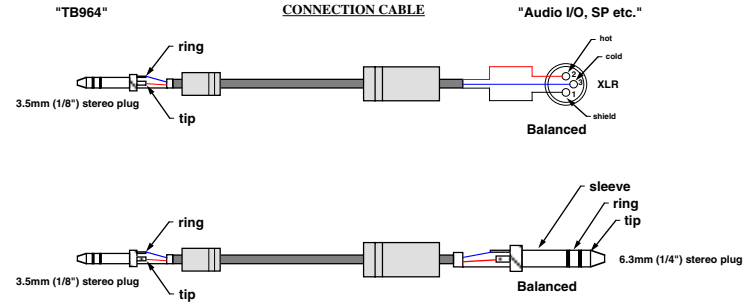 "TB964" CONNECTION CABLE "Audio I/O, SP etc."
ring
hot
cold
2
3
1
XLR
3.5mm (1/8") stereo plug
tip
shield
Balanced
sleeve
ring
ring
tip
6.3mm (1/4") stereo plug
3.5mm (1/8") stereo plug
Balanced
tip